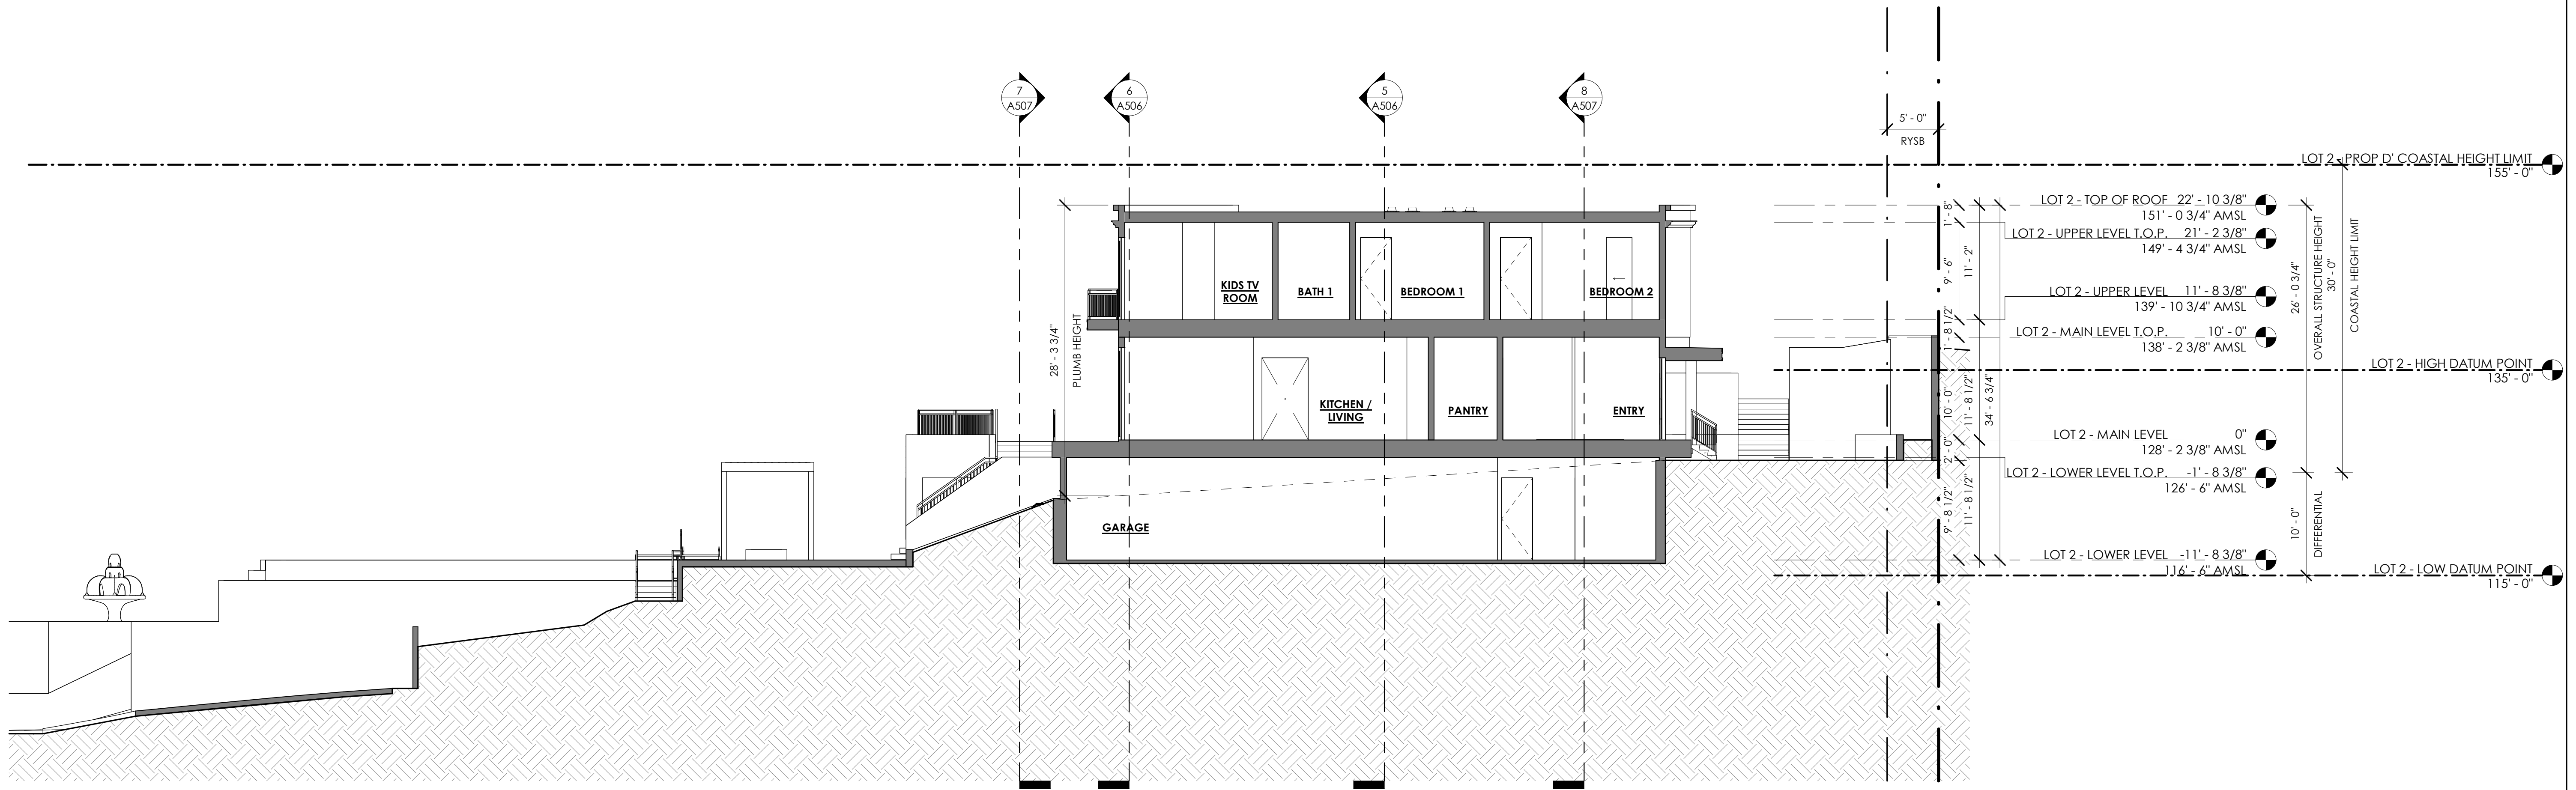 7
A507
6
A506
5
A506
8
A507
5' - 0"
RYSB
LOT 2 - PROP D' COASTAL HEIGHT LIMIT
155' - 0"
LOT 2 - TOP OF ROOF 22' - 10 3/8"
151' - 0 3/4" AMSL
LOT 2 - UPPER LEVEL T.O.P. 21' - 2 3/8"
149' - 4 3/4" AMSL
LOT 2 - UPPER LEVEL 11' - 8 3/8"
139' - 10 3/4" AMSL
LOT 2 - MAIN LEVEL T.O.P. 10' - 0"
138' - 2 3/8" AMSL
LOT 2 - HIGH DATUM POINT
135' - 0"
LOT 2 - MAIN LEVEL 0"
128' - 2 3/8" AMSL
LOT 2 - LOWER LEVEL T.O.P. -1' - 8 3/8"
126' - 6" AMSL
LOT 2 - LOWER LEVEL -11' - 8 3/8"
116' - 6" AMSL
LOT 2 - LOW DATUM POINT
115' - 0"
1' - 8"
9' - 6"
1' - 8 1/2"
10' - 0"
2' - 0"
9' - 8 1/2"
11' - 2"
11' - 8 1/2"
11' - 8 1/2"
34' - 6 3/4"
26' - 0 3/4"
OVERALL STRUCTURE HEIGHT
30' - 0"
COASTAL HEIGHT LIMIT
10' - 0"
DIFFERENTIAL
28' - 3 3/4"
PLUMB HEIGHT
KIDS TV
ROOM
BATH 1
BEDROOM 1
BEDROOM 2
KITCHEN /
LIVING
PANTRY
ENTRY
GARAGE